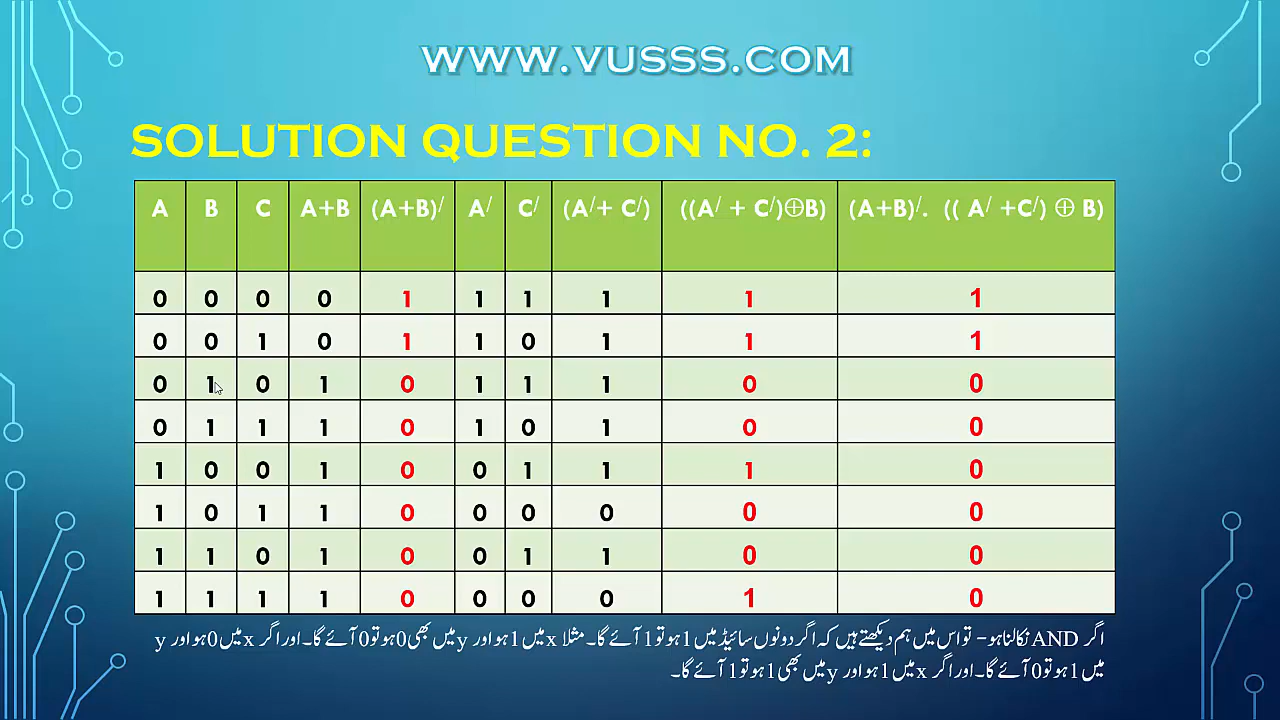 WWW.VUSSS.COM
SOLUTION QUESTION NO. 2:
A B C A+B (A+B)/ A/ C/ (A/+ C/) ((A/ + C/)⊕B) (A+B)/. (( A/ +C/) ⊕ B)
0 0 0 0 1 1 1 1 1 1
0 0 1 0 1 1 0 1 1 1
0 1 0 1 0 1 1 1 0 0
0 1 1 1 0 1 0 1 0 0
1 0 0 1 0 0 1 1 1 0
1 0 1 1 0 0 0 0 0 0
1 1 0 1 0 0 1 1 0 0
1 1 1 1 0 0 0 0 1 0
اگر AND نکالنا ہو - تو اس میں ہم دیکھتے ہیں کہ اگر دونوں سائیڈ میں 1 ہو تو 1 آئے گا۔ مثلا x میں 1 ہو اور y میں بھی 0 ہو تو 0 آئے گا۔ اور اگر x میں 0 ہو اور y
میں 1 ہو تو 0 آئے گا۔ اور اگر x میں 1 ہو اور y میں بھی 1 ہو تو 1 آئے گا۔